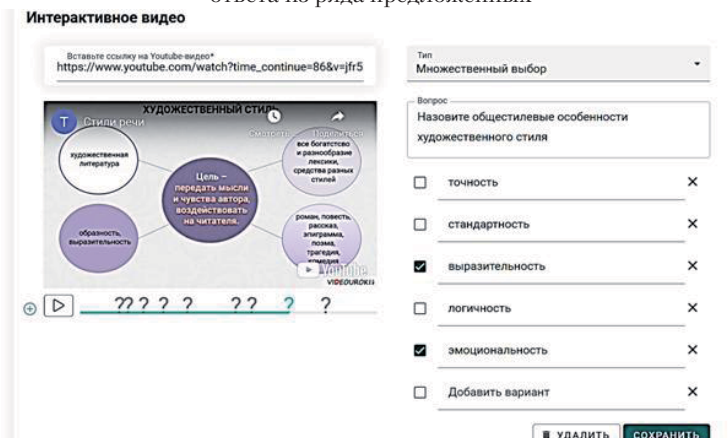 ответа из ряда предложенных
Интерактивное видео
Вставьте ссылку на Youtube-видео*
https://www.youtube.com/watch?time_continue=86&v=jfr5
ХУДОЖЕСТВЕННЫЙ СТИЛЬ
Т Стили речи
Смотреть... Поделиться
художественная
литература
Цель –
передать мысли
и чувства автора,
воздействовать
на читателя.
все богатство
и разнообразие
лексики,
средства разных
стилей
образность,
выразительность
роман, повесть,
рассказ,
эпиграмма,
поэма,
трагедия,
комедия
YouTube
VIDEOUROKI
?? ? ? ? ? ? ? ?
Тип
Множественный выбор
Вопрос
Назовите общестилевые особенности
художественного стиля
точность
стандартность
выразительность
логичность
эмоциональность
Добавить вариант
УДАЛИТЬ СОХРАНИТЬ